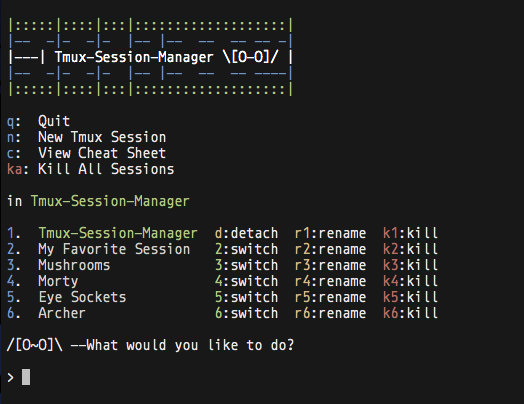 |:::::|::::|:::|:::::::::::::::::::|
|-- -|- -|- |-- |-- -- -- -- -|
|---| Tmux-Session-Manager \[O-O]/ |
|-- -|- -|- |-- |-- -- -- ----|
|:::::|::::|:::|:::::::::::::::::::|
q: Quit
n: New Tmux Session
c: View Cheat Sheet
ka: Kill All Sessions
in Tmux-Session-Manager
1. Tmux-Session-Manager d:detach r1:rename k1:kill
2. My Favorite Session 2:switch r2:rename k2:kill
3. Mushrooms 3:switch r3:rename k3:kill
4. Morty 4:switch r4:rename k4:kill
5. Eye Sockets 5:switch r5:rename k5:kill
6. Archer 6:switch r6:rename k6:kill
/[O~O]\ --What would you like to do?
>